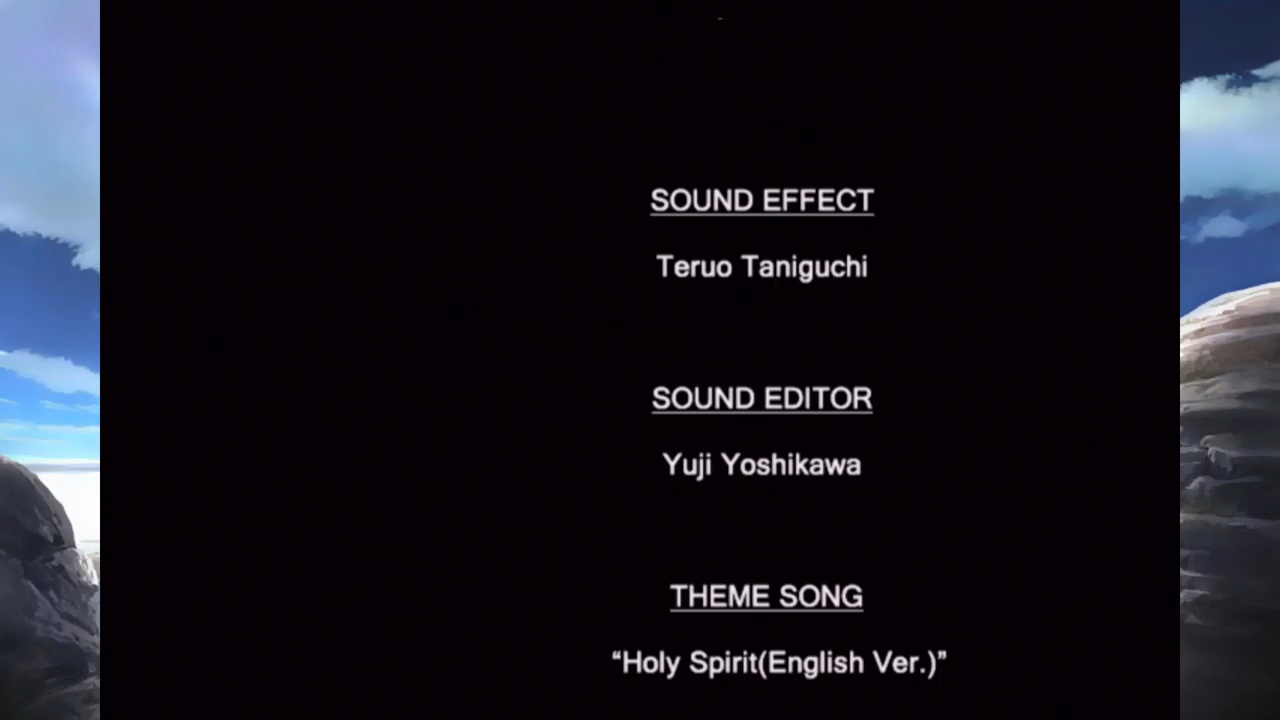 SOUND EFFECT
Teruo Taniguchi
SOUND EDITOR
Yuji Yoshikawa
THEME SONG
“Holy Spirit(English Ver.)”